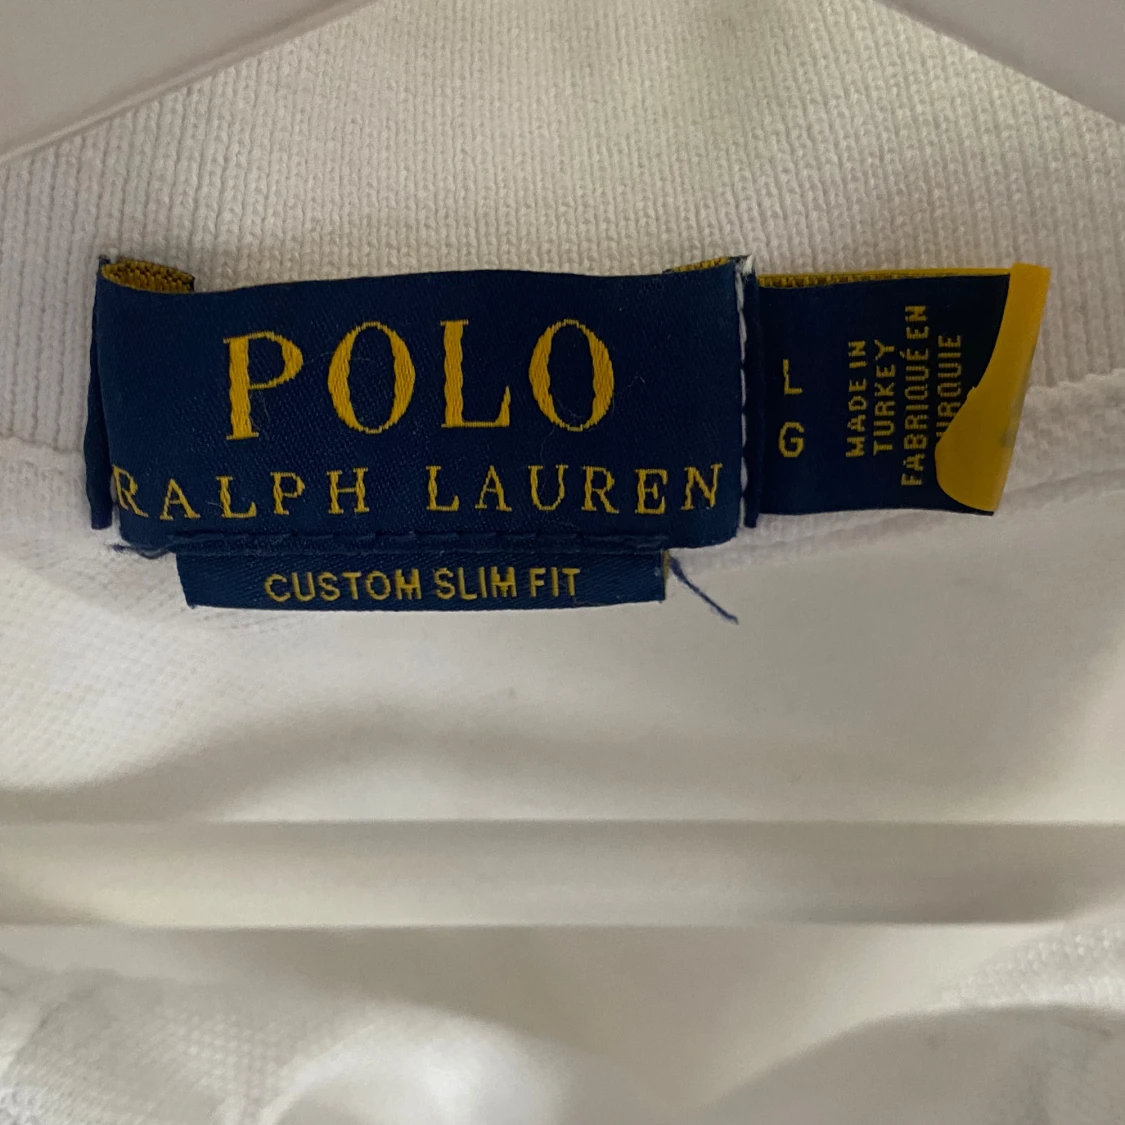 POLO
RALPH LAUREN
CUSTOM SLIM FIT
L
G
MADE IN
TURKEY
FABRIQUÉ EN